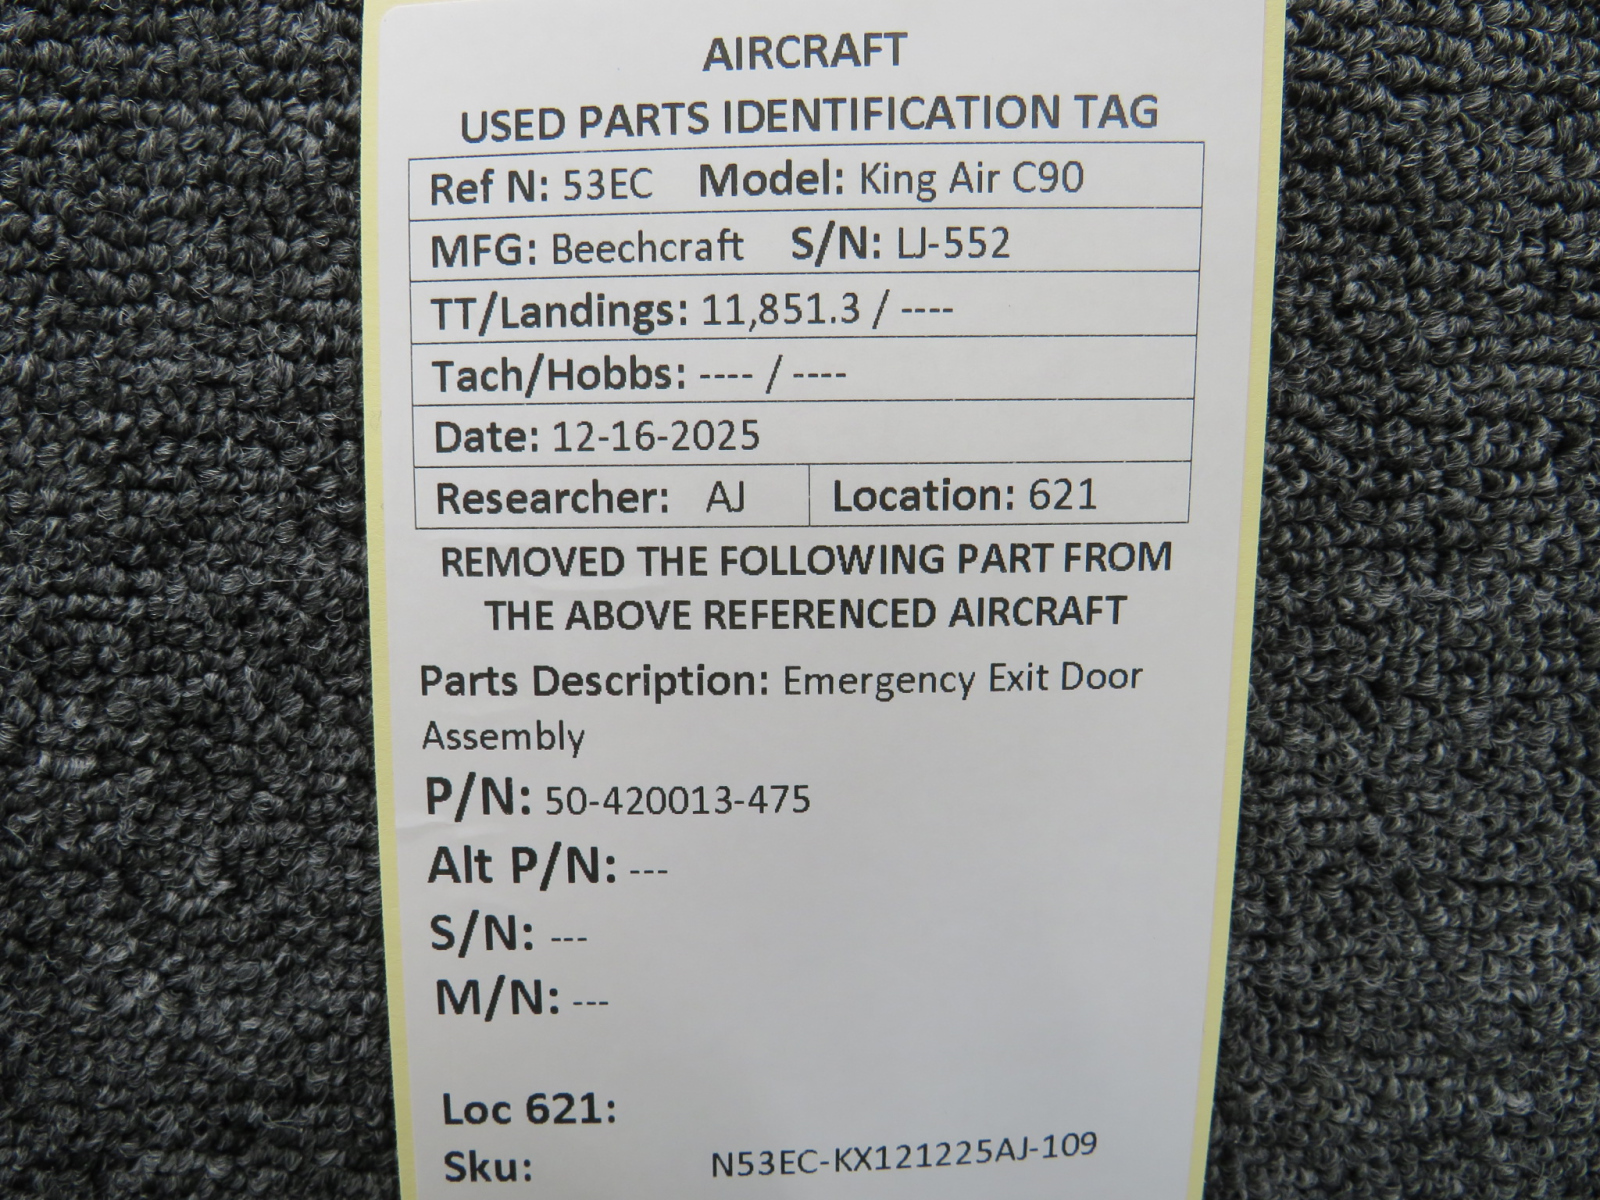 AIRCRAFT
USED PARTS IDENTIFICATION TAG
Ref N: 53EC Model: King Air C90
MFG: Beechcraft S/N: LJ-552
TT/Landings: 11,851.3 / ----
Tach/Hobbs: ---- / ----
Date: 12-16-2025
Researcher: AJ Location: 621
REMOVED THE FOLLOWING PART FROM
THE ABOVE REFERENCED AIRCRAFT
Parts Description: Emergency Exit Door
Assembly
P/N: 50-420013-475
Alt P/N: ---
S/N: ---
M/N: ---
Loc 621:
Sku: N53EC-KX121225AJ-109